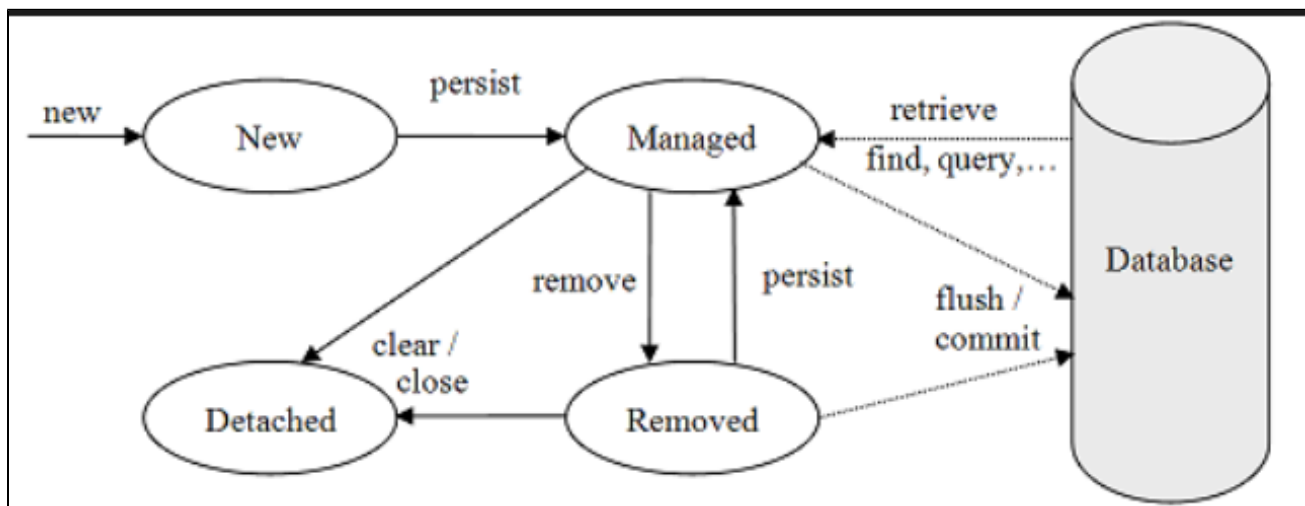 new
New
persist
Managed
retrieve
find, query,...
Database
remove
persist
flush /
commit
clear /
close
Detached
Removed